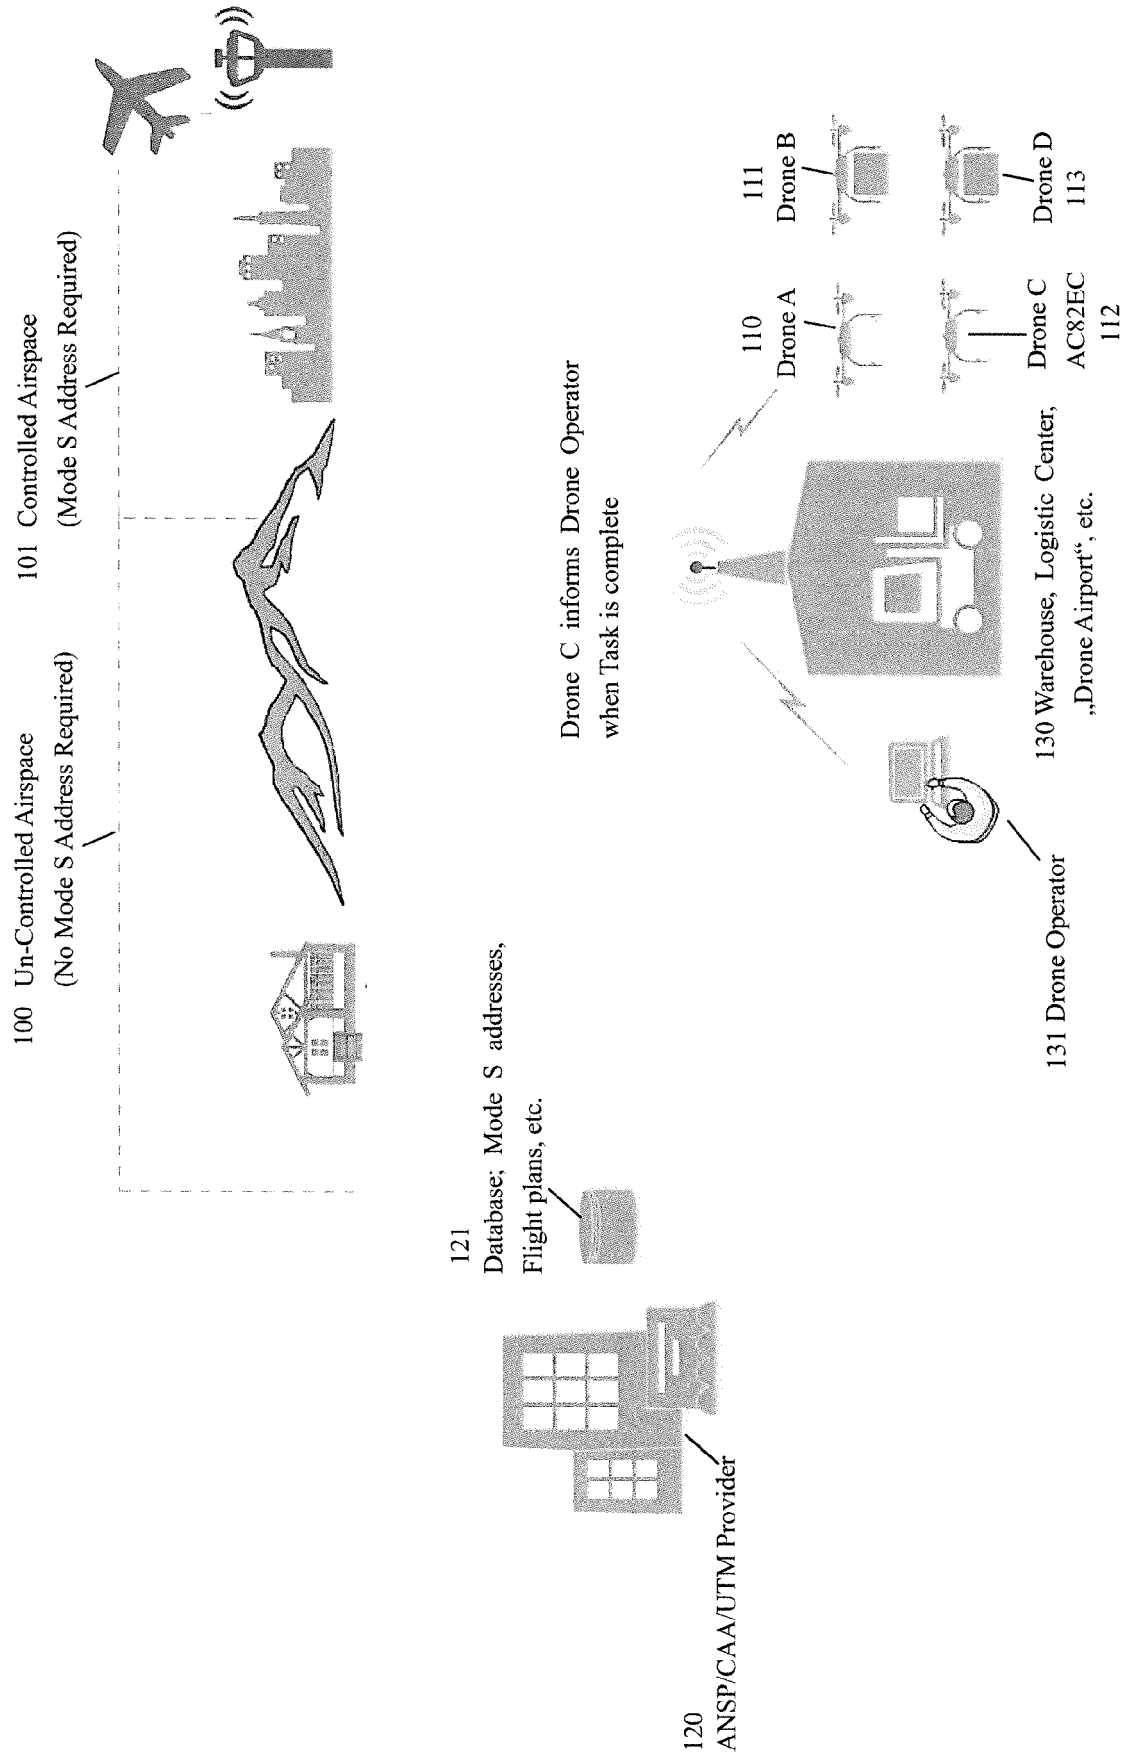 100 Un-Controlled Airspace
(No Mode S Address Required)
101 Controlled Airspace
(Mode S Address Required)
121
Database; Mode S addresses,
Flight plans, etc.
120
ANSP/CAA/UTM Provider
Drone C informs Drone Operator
when Task is complete
131 Drone Operator
130 Warehouse, Logistic Center,
„Drone Airport“, etc.
110
Drone A
111
Drone B
Drone C
AC82EC
112
Drone D
113